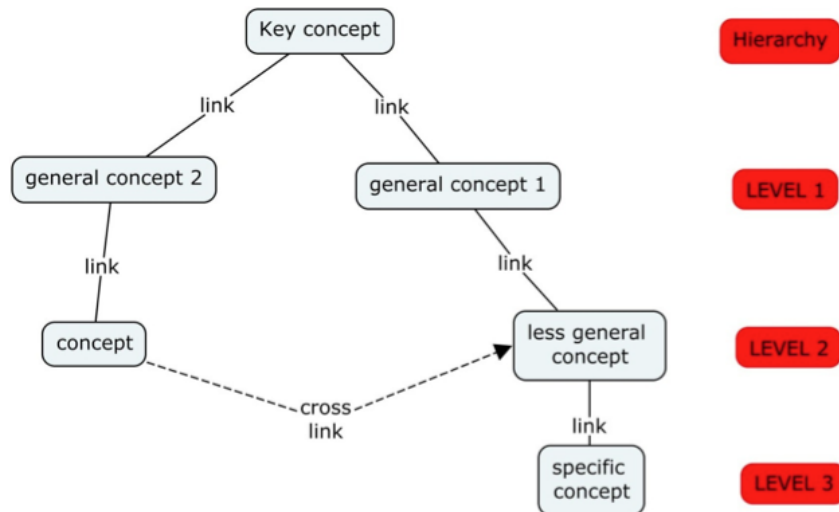 Key concept
Hierarchy
link
link
general concept 2
general concept 1
LEVEL 1
link
link
concept
less general
concept
LEVEL 2
cross
link
link
specific
concept
LEVEL 3